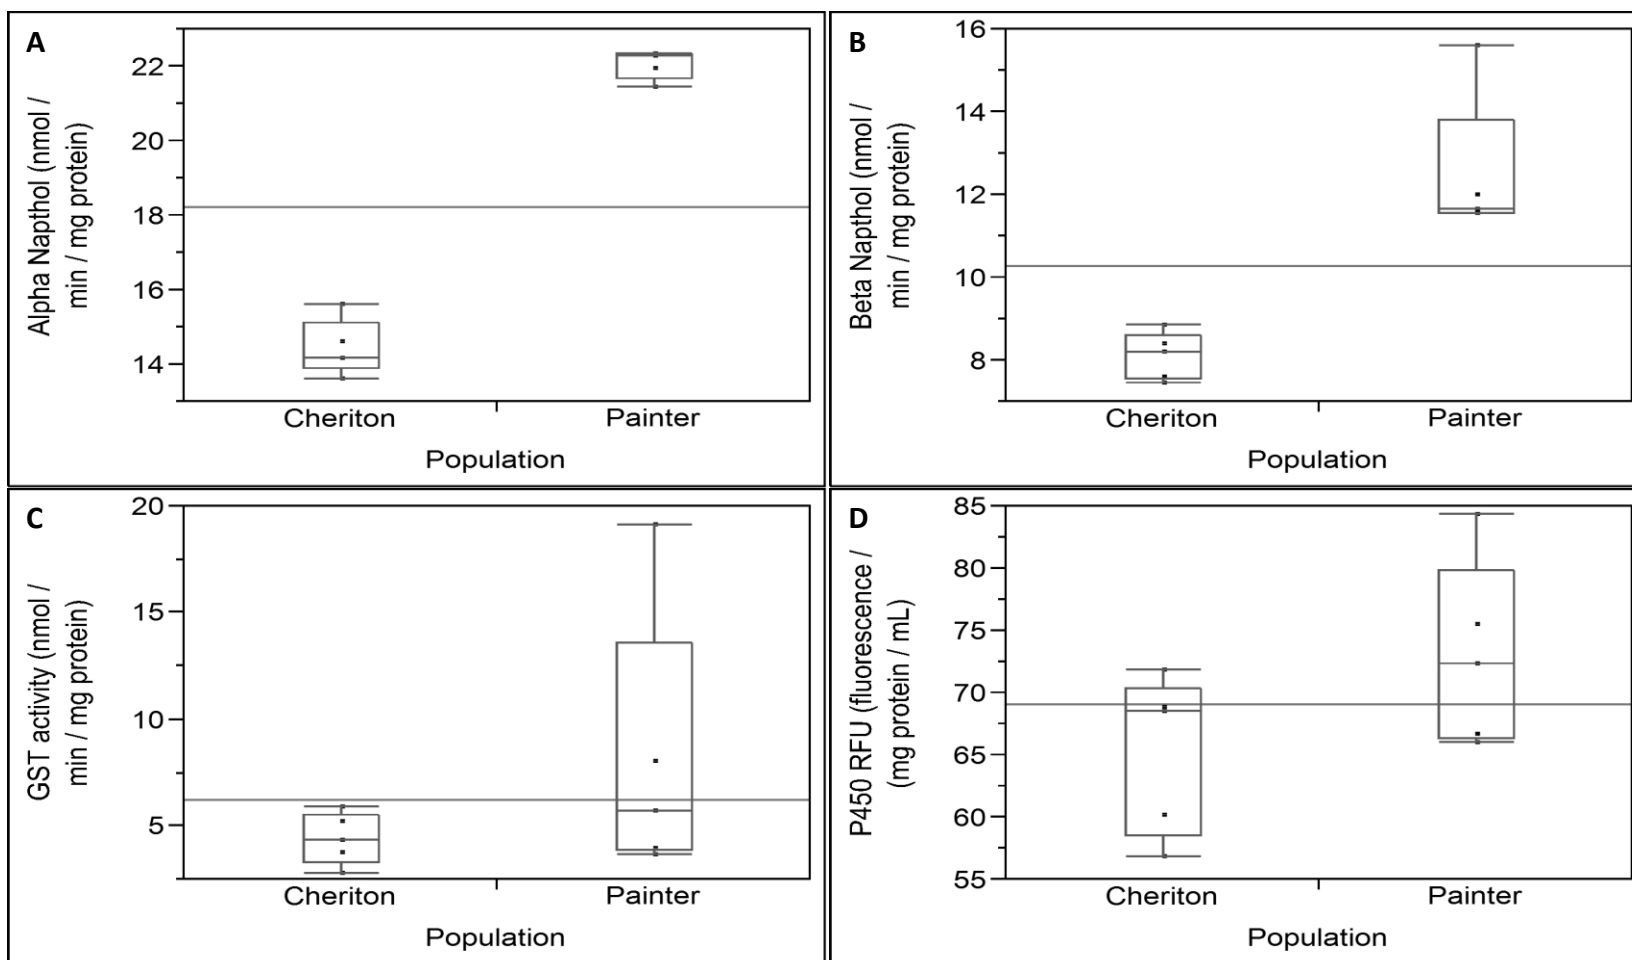 A
Alpha Napthol (nmol /
min / mg protein)
22
20
18
16
14
Cheriton
Painter
Population
B
Beta Napthol (nmol /
min / mg protein)
16
14
12
10
8
Cheriton
Painter
Population
C
GST activity (nmol /
min / mg protein)
20
15
10
5
Cheriton
Painter
Population
D
P450 RFU (fluorescence /
(mg protein / mL)
85
80
75
70
65
60
55
Cheriton
Painter
Population